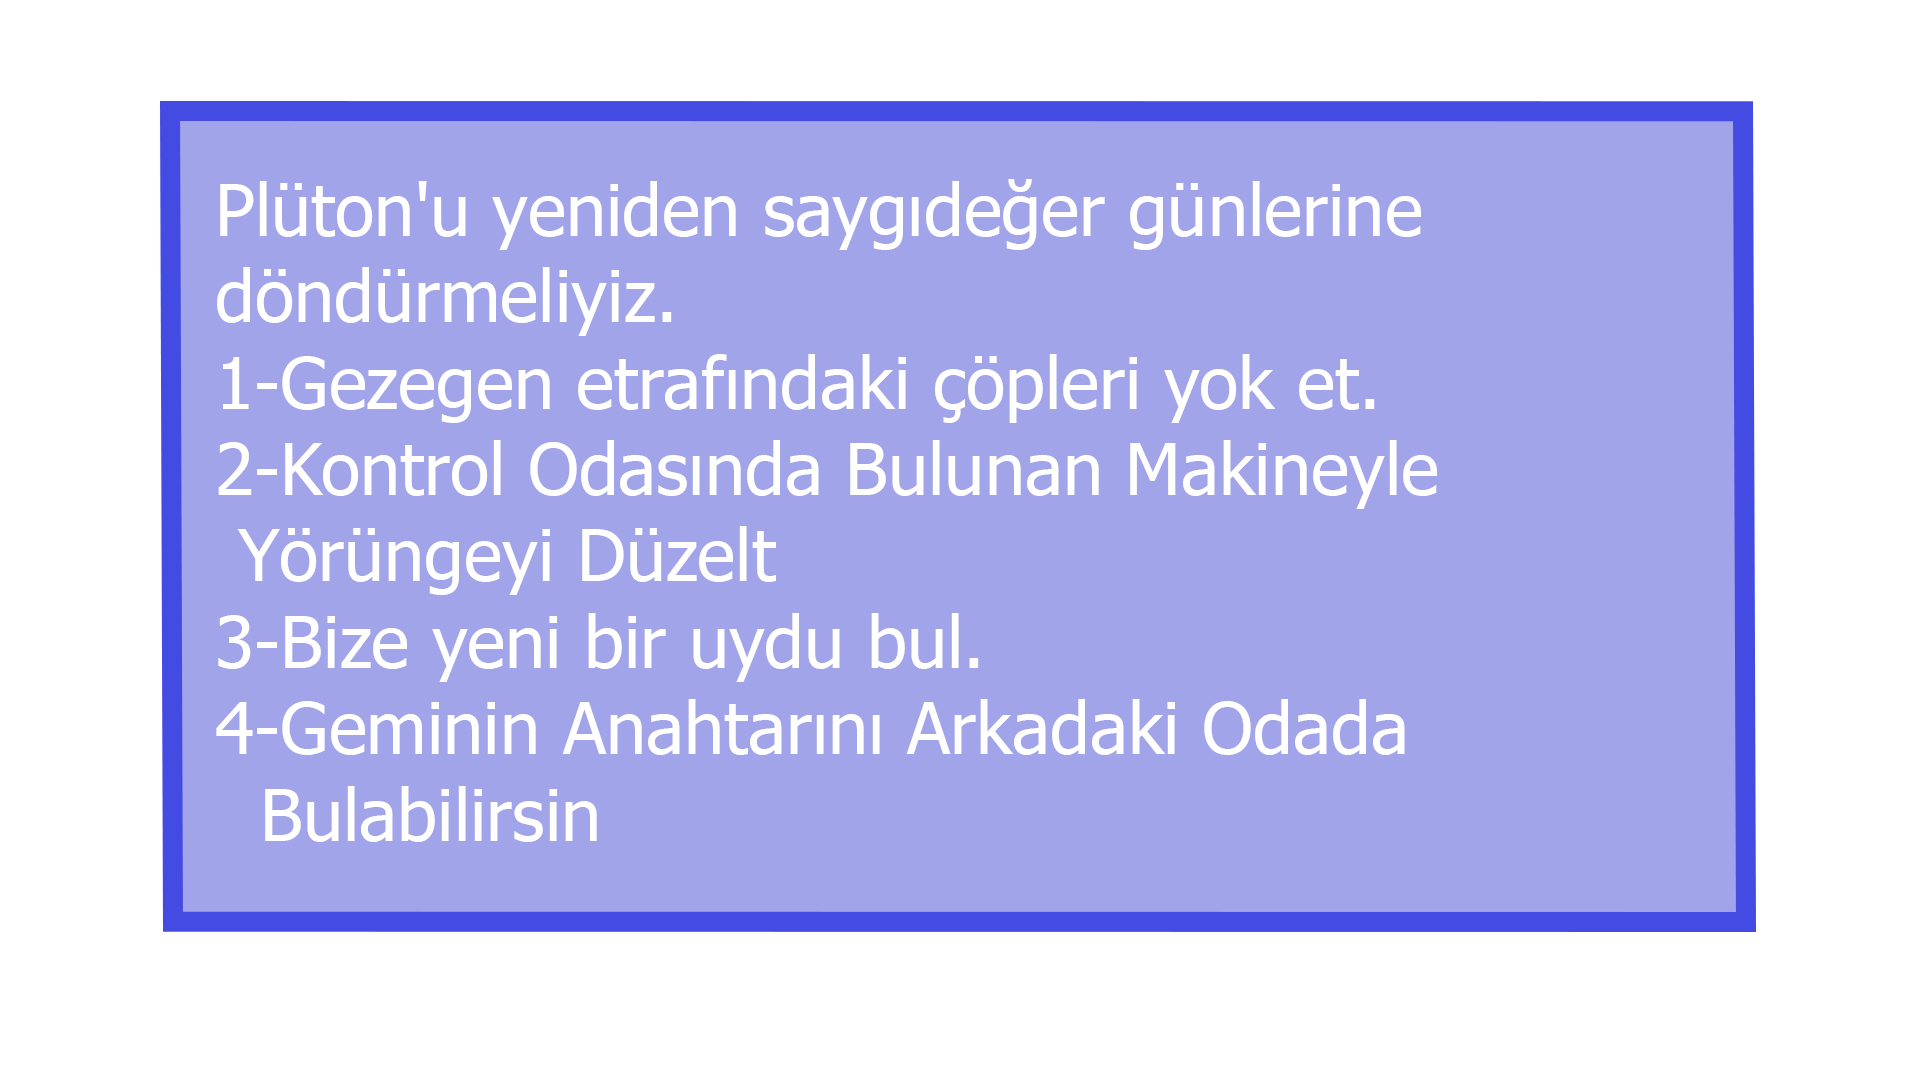 Plüton'u yeniden saygıdeğer günlerine
döndürmeliyiz.
1-Gezegen etrafındaki çöpleri yok et.
2-Kontrol Odasında Bulunan Makineyle
Yörüngeyi Düzelt
3-Bize yeni bir uydu bul.
4-Geminin Anahtarını Arkadaki Odada
Bulabilirsin